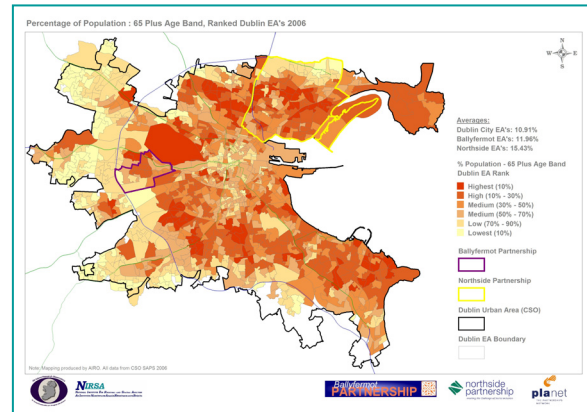 Percentage of Population : 65 Plus Age Band, Ranked Dublin EA's 2006
N
W
E
S
Averages:
Dublin City EA's: 10.91%
Ballyfermot EA's: 11.96%
Northside EA's: 15.43%
% Population - 65 Plus Age Band
Dublin EA Rank
Highest (10%)
High (10% - 30%)
Medium (30% - 50%)
Medium (50% - 70%)
Low (70% - 90%)
Lowest (10%)
Ballyfermot Partnership
Northside Partnership
Dublin Urban Area (CSO)
Dublin EA Boundary
Note: Mapping produced by AIRO. All data from CSO SAPS 2006
NIRSA
Ballyfermot
PARTNERSHIP
northside
partnership
planet